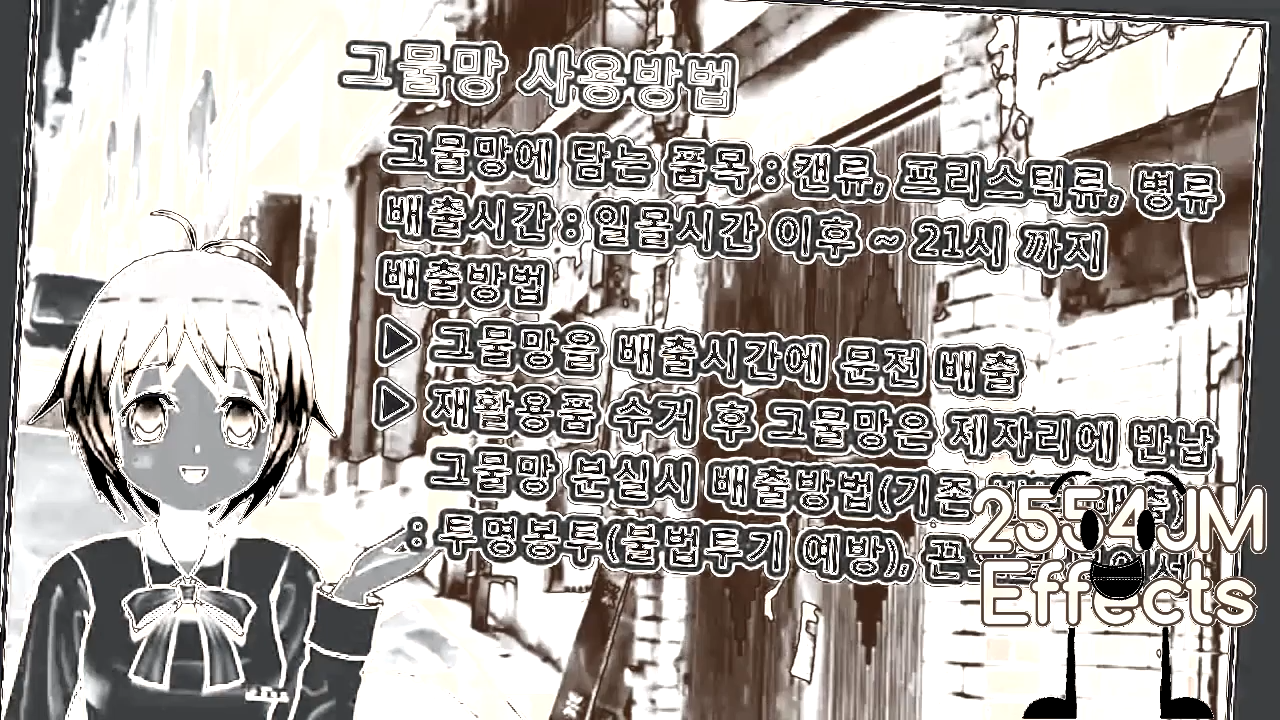 그물망 사용방법
그물망에 담는 품목 : 캔류, 프리스틱류, 병류
배출시간 : 일몰시간 이후 ~ 21시 까지
배출방법
▶ 그물망을 배출시간에 문전 배출
▶ 재활용품 수거 후 그물망은 제자리에 반납
그물망 분실시 배출방법(기존
: 투명봉투(불법투기 예방), 끈
2554JM
Effects